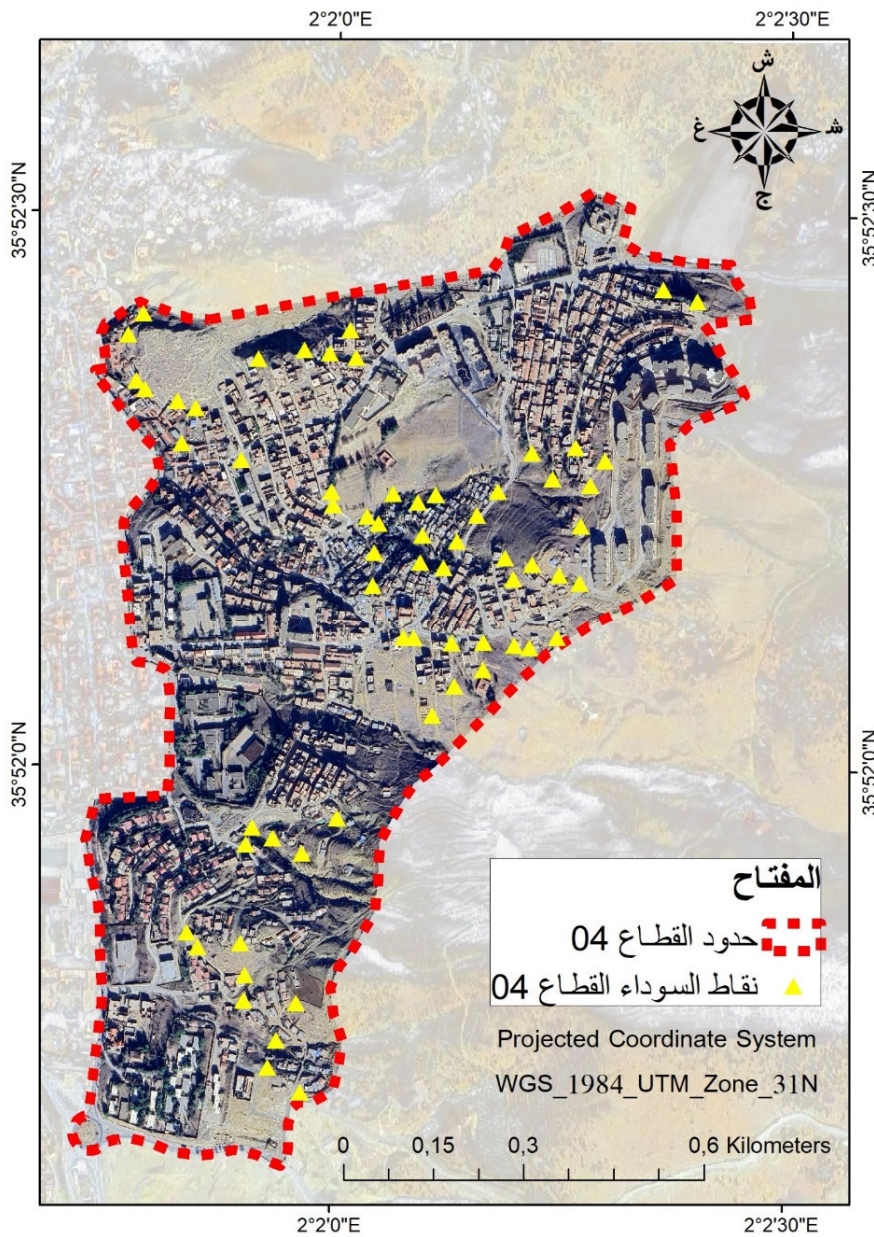 2°2'0"E 2°2'30"E
ش
غ ش
ج
35°52'30"N 35°52'30"N
35°52'0"N 35°52'0"N
المفتاح
حدود القطاع 04
نقاط السوداء القطاع 04
Projected Coordinate System
WGS_1984_UTM_Zone_31N
0 0,15 0,3 0,6 Kilometers
2°2'0"E 2°2'30"E